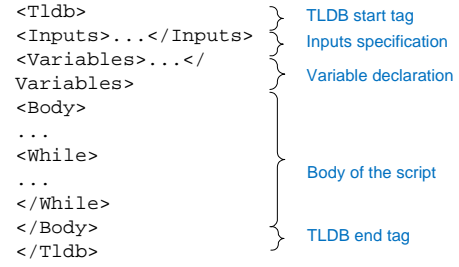 <Tldb>
TLDB start tag
<Inputs>...</Inputs>
Inputs specification
<Variables>...</
Variables>
Variable declaration
<Body>
...
<While>
...
Body of the script
</While>
</Body>
TLDB end tag
</Tldb>